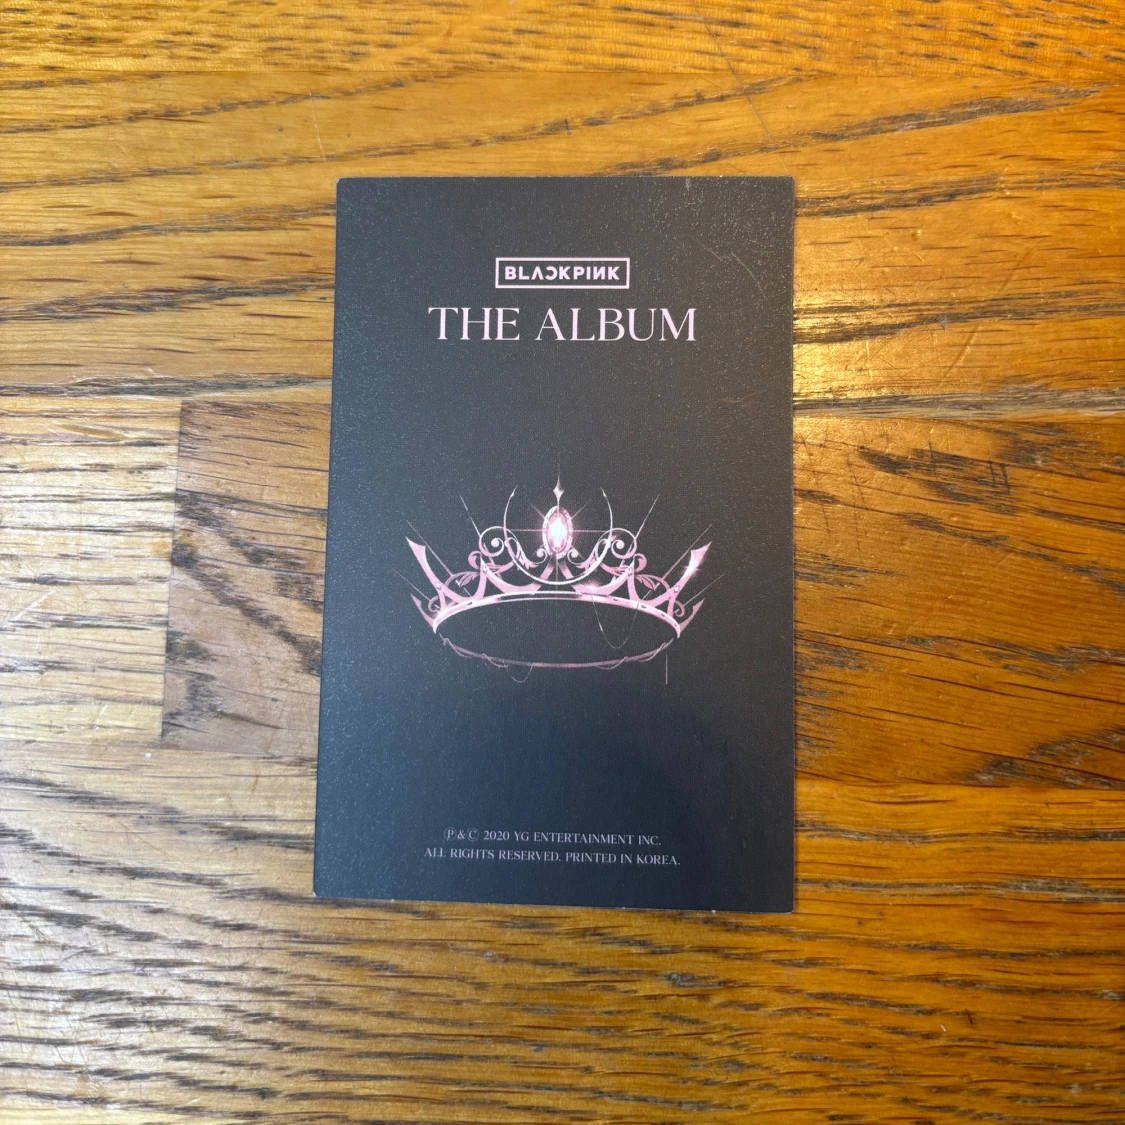 BLACKPINK
THE ALBUM
Ⓟ & Ⓒ 2020 YG ENTERTAINMENT INC.
ALL RIGHTS RESERVED. PRINTED IN KOREA.